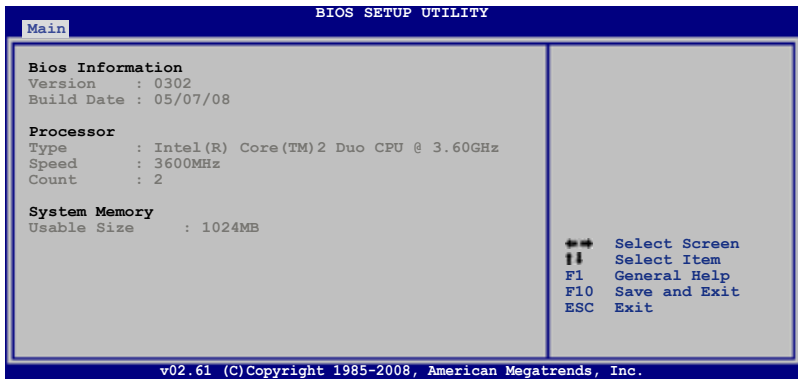 BIOS SETUP UTILITY
Main
Bios Information
Version : 0302
Build Date : 05/07/08
Processor
Type : Intel(R) Core(TM)2 Duo CPU @ 3.60GHz
Speed : 3600MHz
Count : 2
System Memory
Usable Size : 1024MB
←→ Select Screen
↑↓ Select Item
F1 General Help
F10 Save and Exit
ESC Exit
v02.61 (C)Copyright 1985-2008, American Megatrends, Inc.